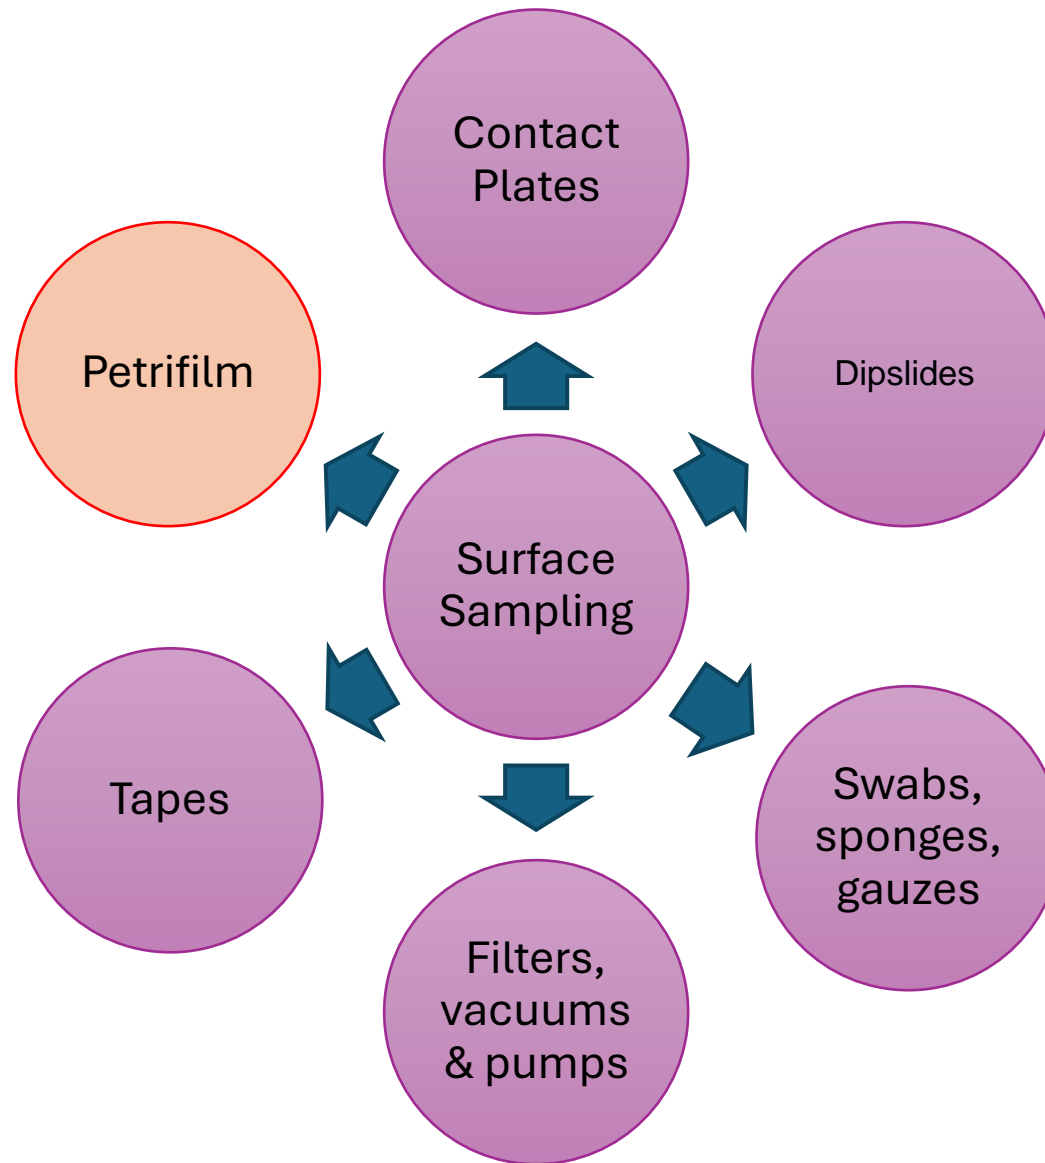 Contact
Plates
Petrifilm
Dipslides
Surface
Sampling
Tapes
Swabs,
sponges,
gauzes
Filters,
vacuums
& pumps